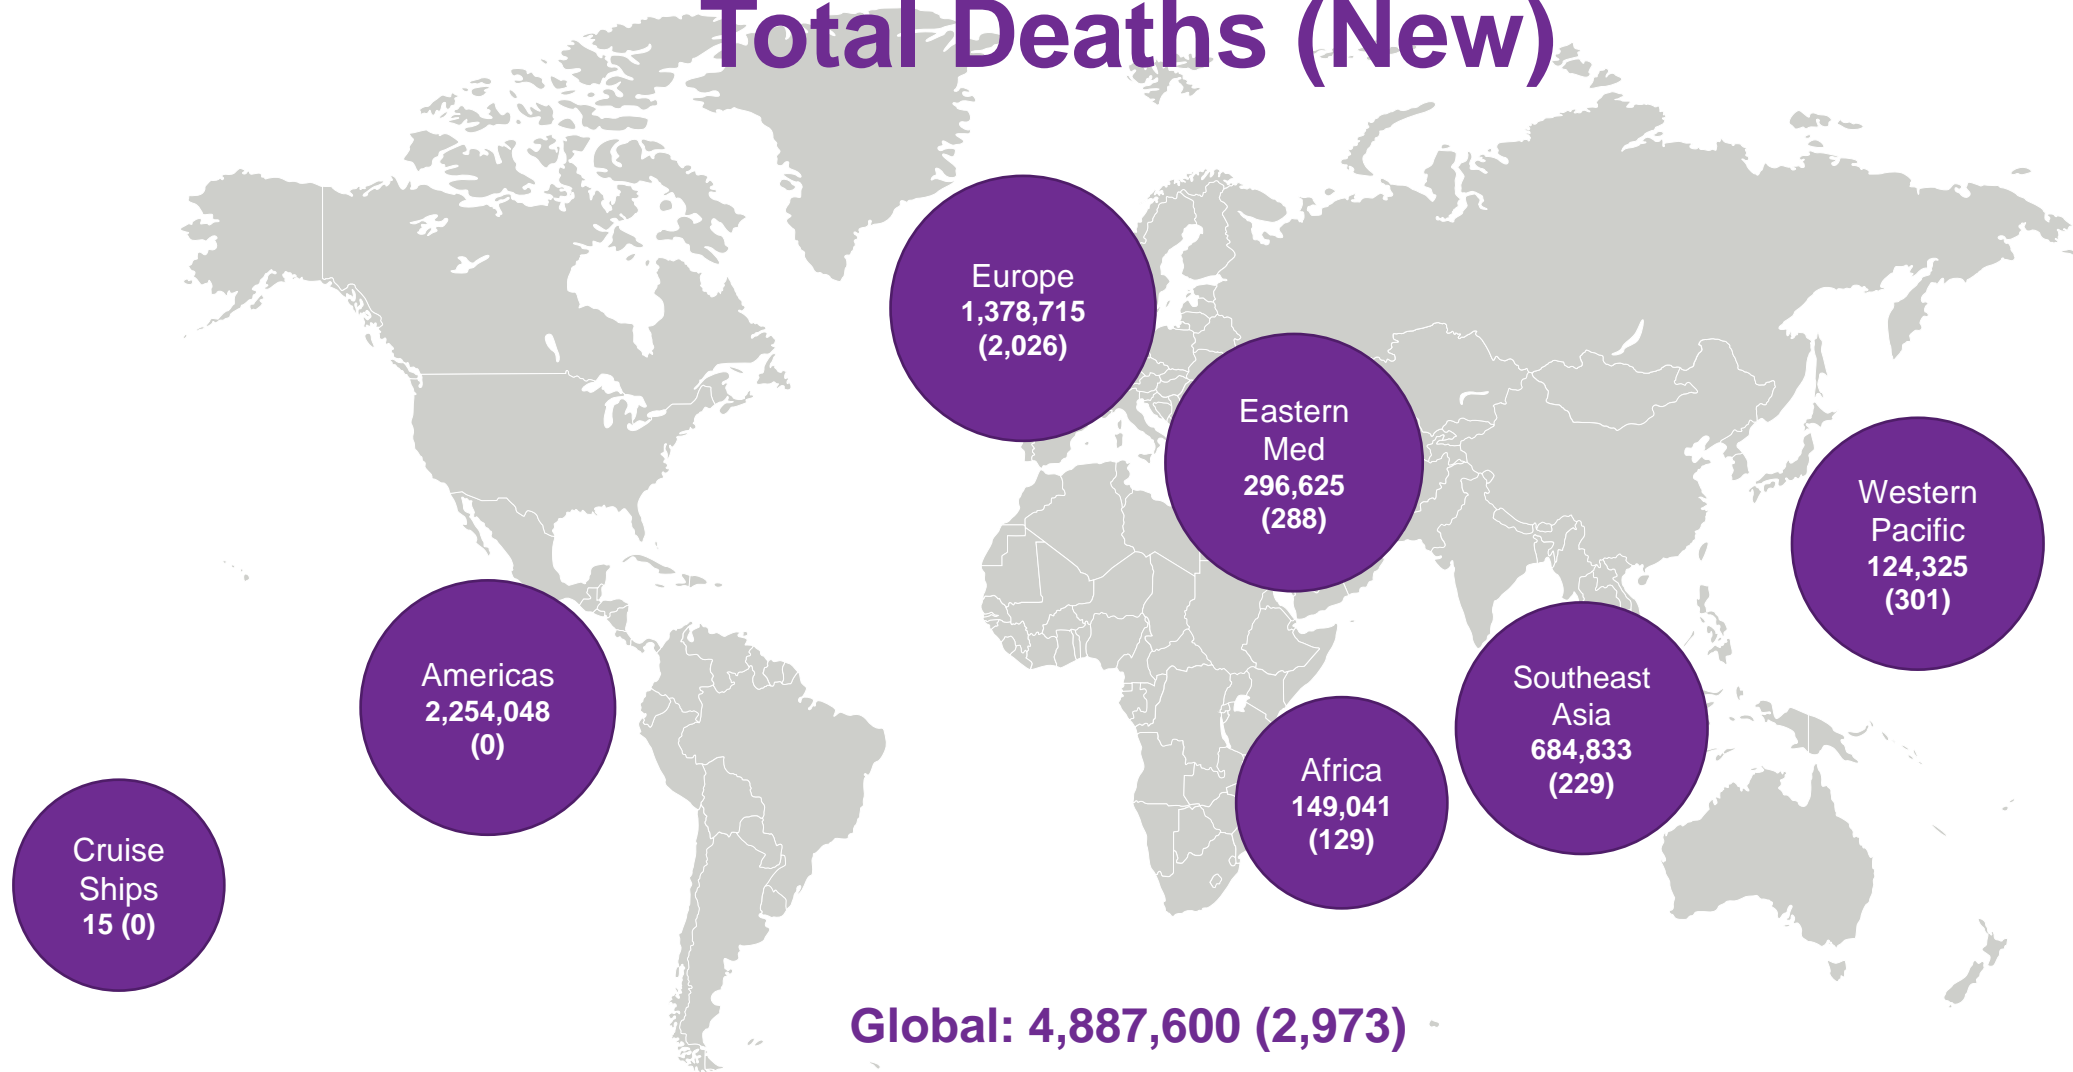 Total Deaths (New)
Europe
1,378,715
(2,026)
Eastern
Med
296,625
(288)
Western
Pacific
124,325
(301)
Americas
2,254,048
(0)
Southeast
Asia
684,833
(229)
Africa
149,041
(129)
Cruise
Ships
15 (0)
Global: 4,887,600 (2,973)